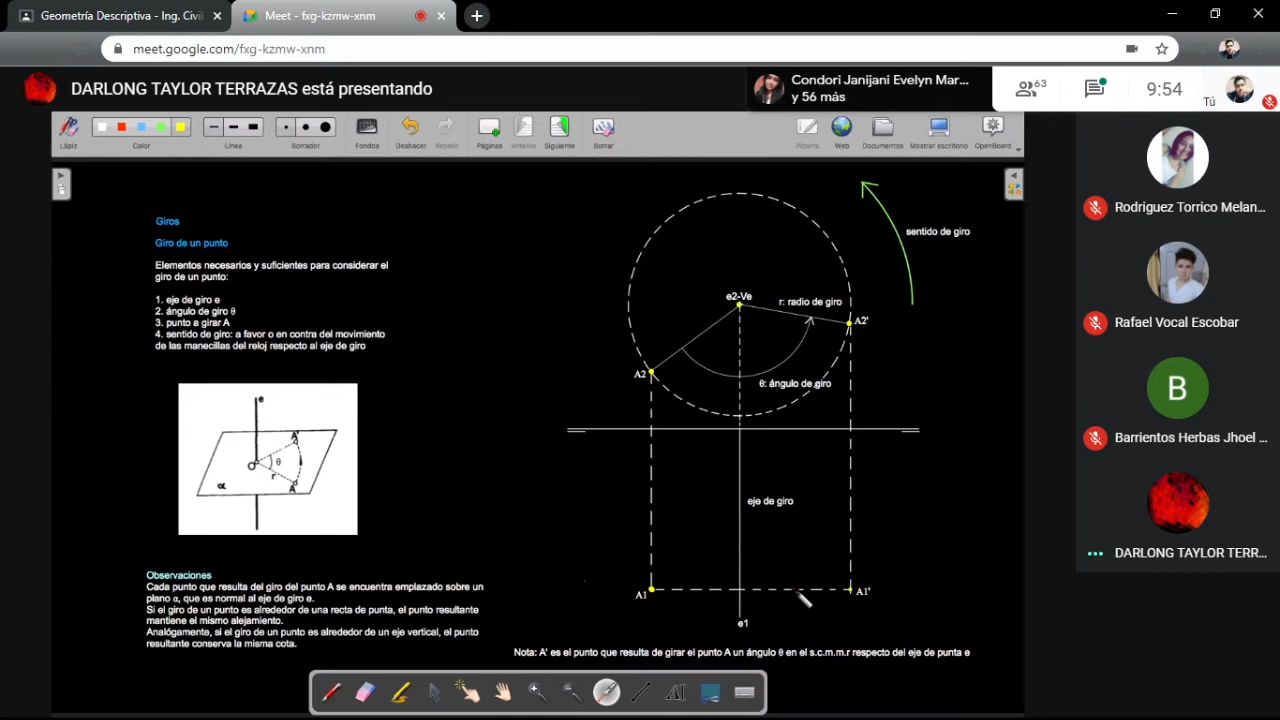 Geometría Descriptiva - Ing. Civil
Meet - fxg-kzmw-xnm
meet.google.com/fxg-kzmw-xnm
DARLONG TAYLOR TERRAZAS está presentando
Condori Janijani Evelyn Mar...
y 56 más
63
9:54
Tú
Lápiz
Color
Línea
Borrador
Fondos
Deshacer
Repetir
Páginas
Anterior
Siguiente
Borrar
Pizarra
Web
Documentos
Mostrar escritorio
OpenBoard
Giros
Giro de un punto
Elementos necesarios y suficientes para considerar el
giro de un punto:
1. eje de giro e
2. ángulo de giro θ
3. punto a girar A
4. sentido de giro: a favor o en contra del movimiento
de las manecillas del reloj respecto al eje de giro
e
A'
O
θ
r
A
α
Observaciones
Cada punto que resulta del giro del punto A se encuentra emplazado sobre un
plano α, que es normal al eje de giro e.
Si el giro de un punto es alrededor de una recta de punta, el punto resultante
mantiene el mismo alejamiento.
Analógamente, si el giro de un punto es alrededor de un eje vertical, el punto
resultante conserva la misma cota.
sentido de giro
e2-Ve
r: radio de giro
A2'
A2
θ: ángulo de giro
eje de giro
A1
A1'
e1
Nota: A' es el punto que resulta de girar el punto A un ángulo θ en el s.c.m.m.r respecto del eje de punta e
AI
Rodriguez Torrico Melan...
Rafael Vocal Escobar
B
Barrientos Herbas Jhoel ...
DARLONG TAYLOR TERR...